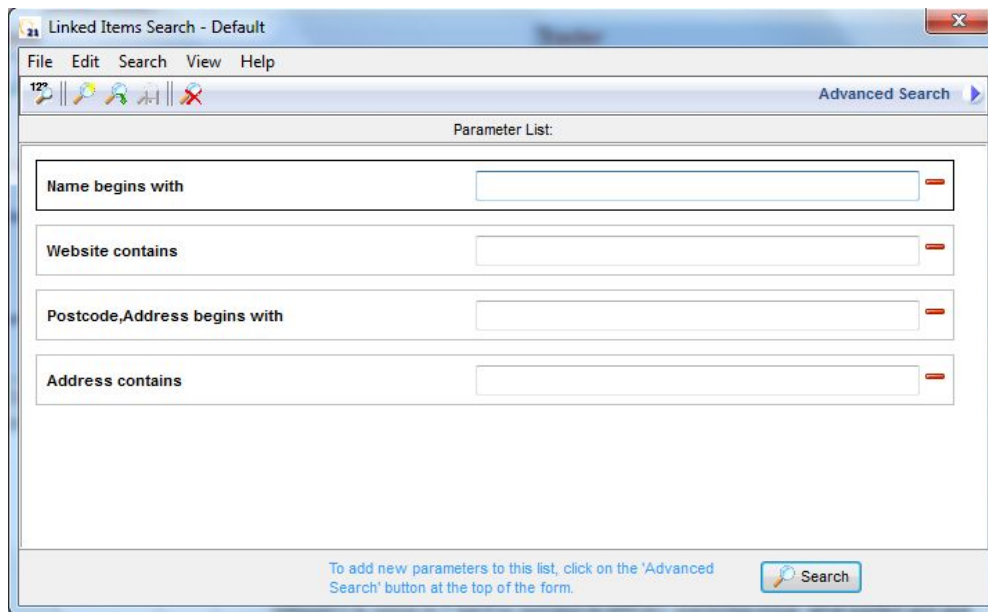 Linked Items Search - Default
File Edit Search View Help
Advanced Search
Parameter List:
Name begins with
Website contains
Postcode,Address begins with
Address contains
To add new parameters to this list, click on the 'Advanced
Search' button at the top of the form.
Search